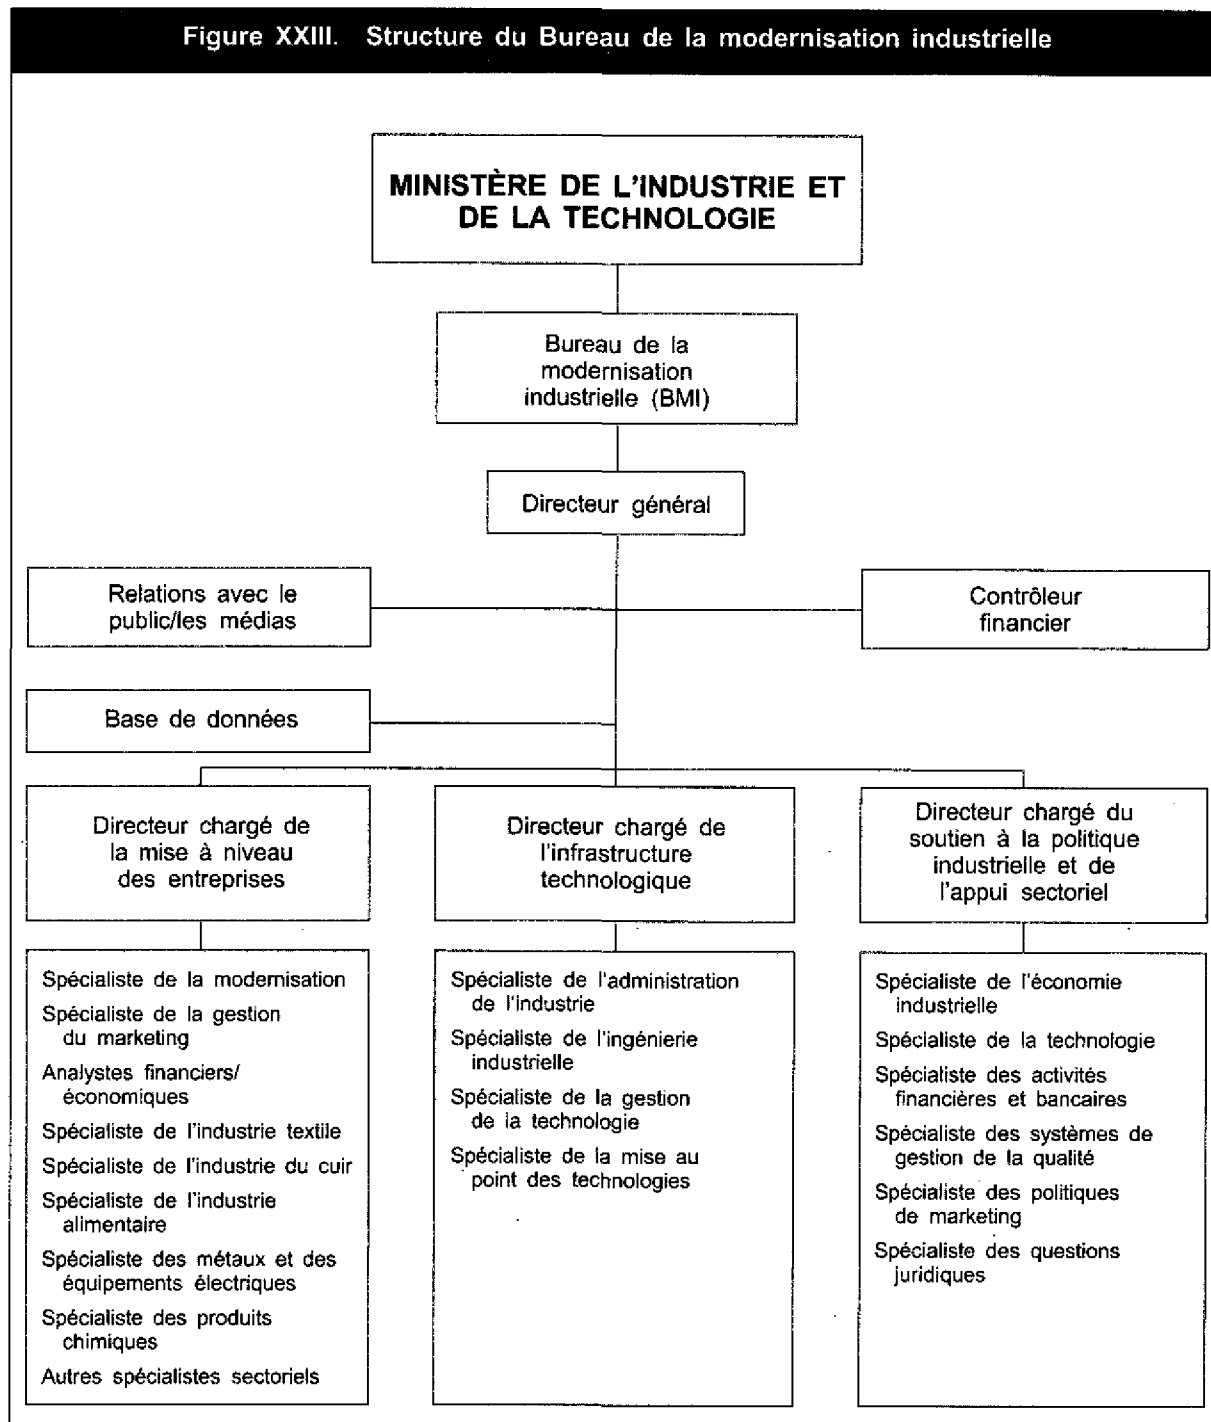 Figure XXIII. Structure du Bureau de la modernisation industrielle
MINISTÈRE DE L'INDUSTRIE ET
DE LA TECHNOLOGIE
Bureau de la
modernisation
industrielle (BMI)
Directeur général
Relations avec le
public/les médias
Contrôleur
financier
Base de données
Directeur chargé de
la mise à niveau
des entreprises
Directeur chargé de
l'infrastructure
technologique
Directeur chargé du
soutien à la politique
industrielle et de
l'appui sectoriel
Spécialiste de la modernisation
Spécialiste de la gestion
du marketing
Analystes financiers/
économiques
Spécialiste de l'industrie textile
Spécialiste de l'industrie du cuir
Spécialiste de l'industrie
alimentaire
Spécialiste des métaux et des
équipements électriques
Spécialiste des produits
chimiques
Autres spécialistes sectoriels
Spécialiste de l'administration
de l'industrie
Spécialiste de l'ingénierie
industrielle
Spécialiste de la gestion
de la technologie
Spécialiste de la mise au
point des technologies
Spécialiste de l'économie
industrielle
Spécialiste de la technologie
Spécialiste des activités
financières et bancaires
Spécialiste des systèmes de
gestion de la qualité
Spécialiste des politiques
de marketing
Spécialiste des questions
juridiques